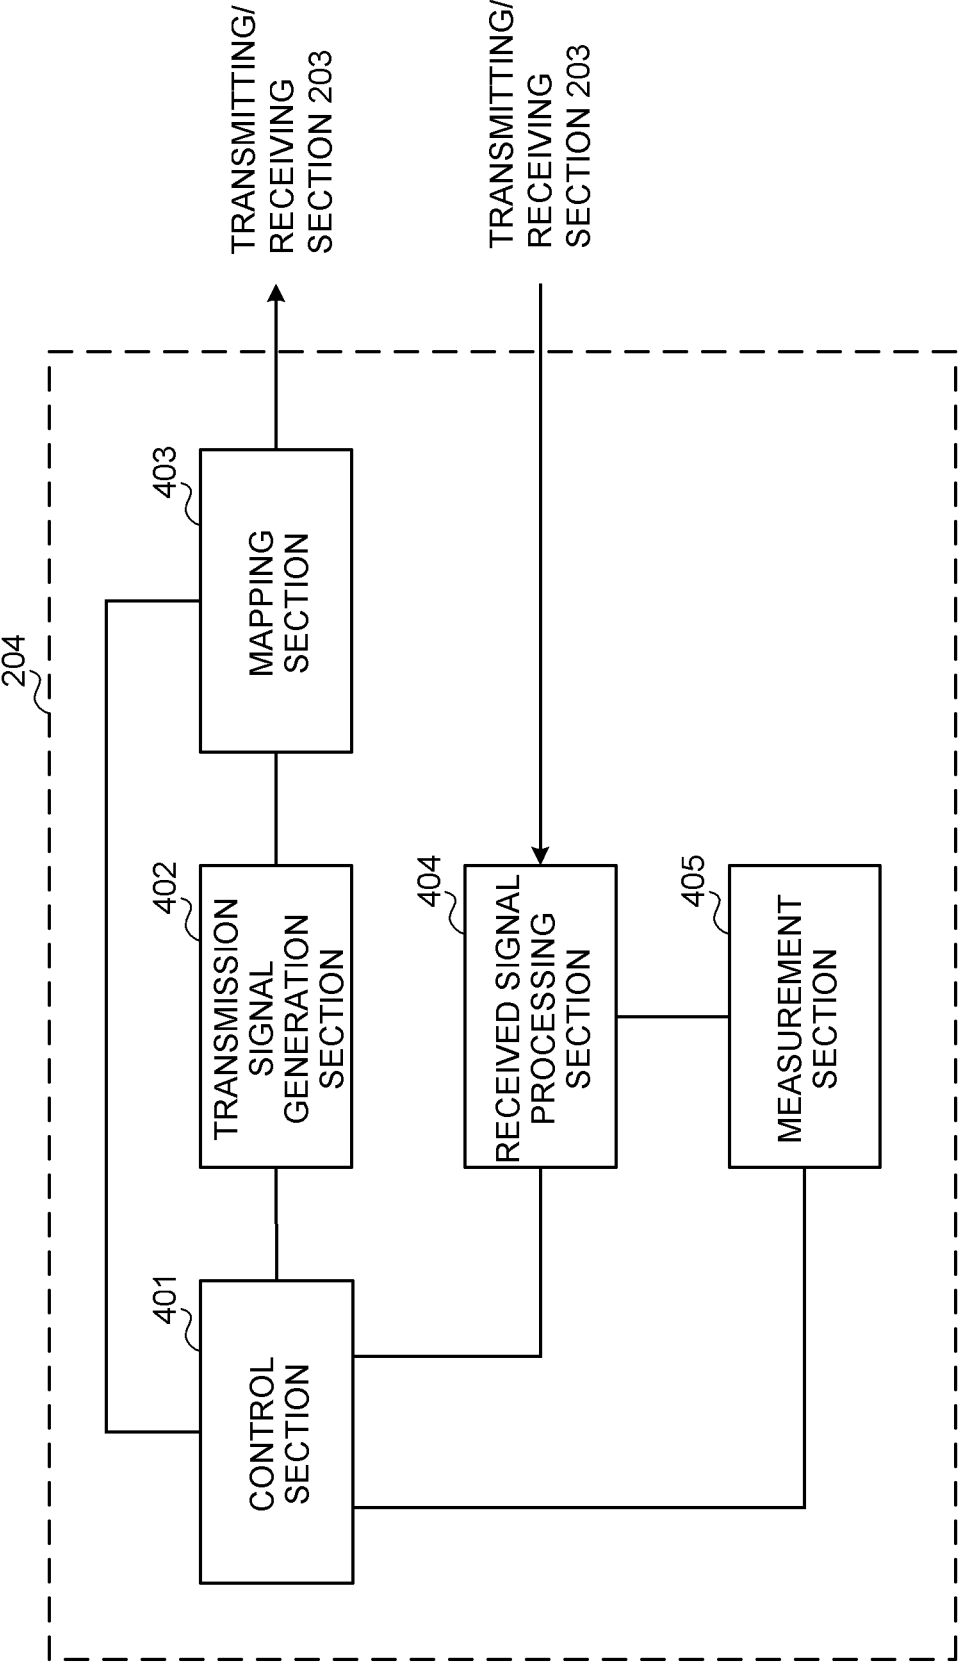 204
401
CONTROL
SECTION
402
TRANSMISSION
SIGNAL
GENERATION
SECTION
403
MAPPING
SECTION
TRANSMITTING/
RECEIVING
SECTION 203
404
RECEIVED SIGNAL
PROCESSING
SECTION
TRANSMITTING/
RECEIVING
SECTION 203
405
MEASUREMENT
SECTION